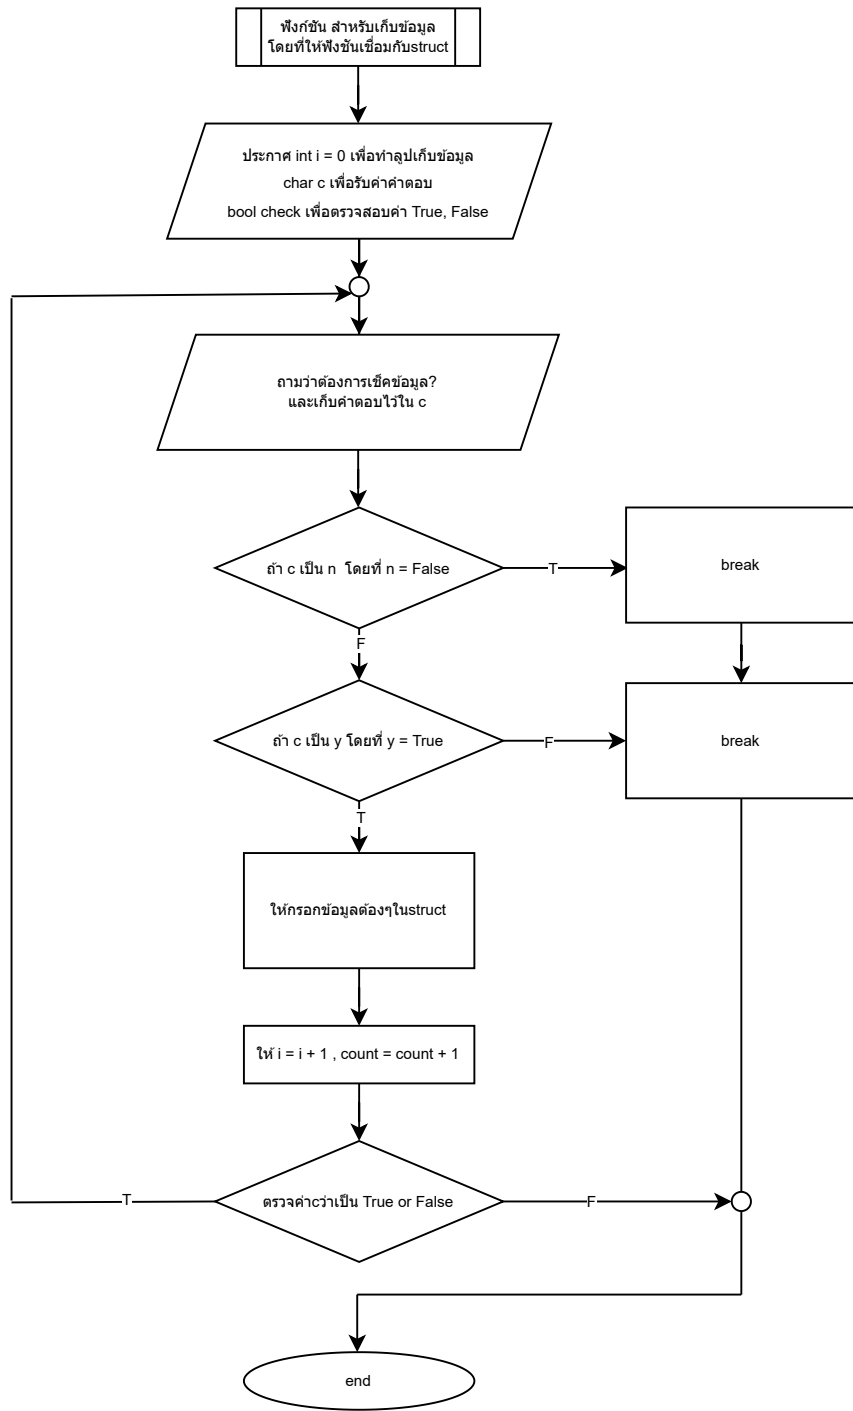 ฟังก์ชัน สำหรับเก็บข้อมูล
โดยที่ให้ฟังชันเชื่อมกับstruct
ประกาศ int i = 0 เพื่อทำลูปเก็บข้อมูล
char c เพื่อรับค่าคำตอบ
bool check เพื่อตรวจสอบค่า True, False
ถามว่าต้องการเช็คข้อมูล?
และเก็บคำตอบไว้ใน c
ถ้า c เป็น n โดยที่ n = False
T
break
F
ถ้า c เป็น y โดยที่ y = True
F
break
T
ให้กรอกข้อมูลต้องๆในstruct
ให้ i = i + 1 , count = count + 1
T
ตรวจค่าcว่าเป็น True or False
F
end